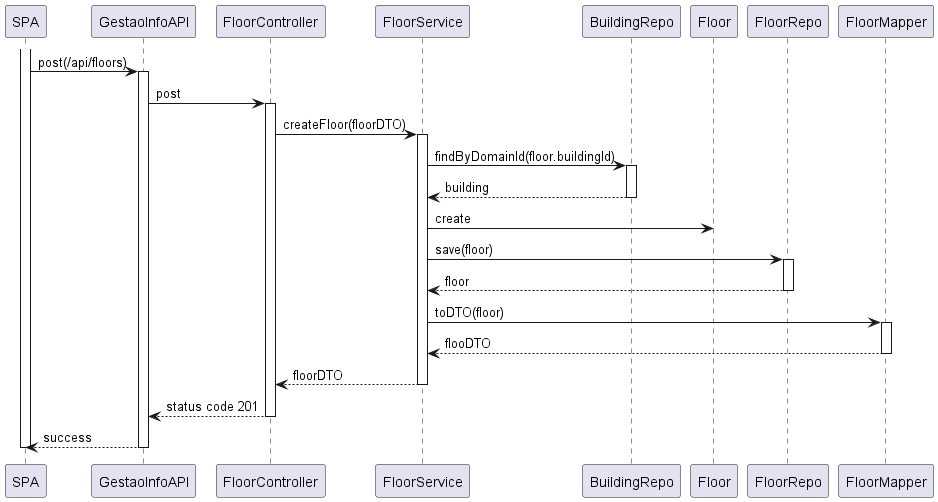 SPA
GestaoInfoAPI
FloorController
FloorService
BuildingRepo
Floor
FloorRepo
FloorMapper
post(/api/floors)
post
createFloor(floorDTO)
findByDomainId(floor.buildingId)
building
create
save(floor)
floor
toDTO(floor)
flooDTO
floorDTO
status code 201
success
SPA
GestaoInfoAPI
FloorController
FloorService
BuildingRepo
Floor
FloorRepo
FloorMapper